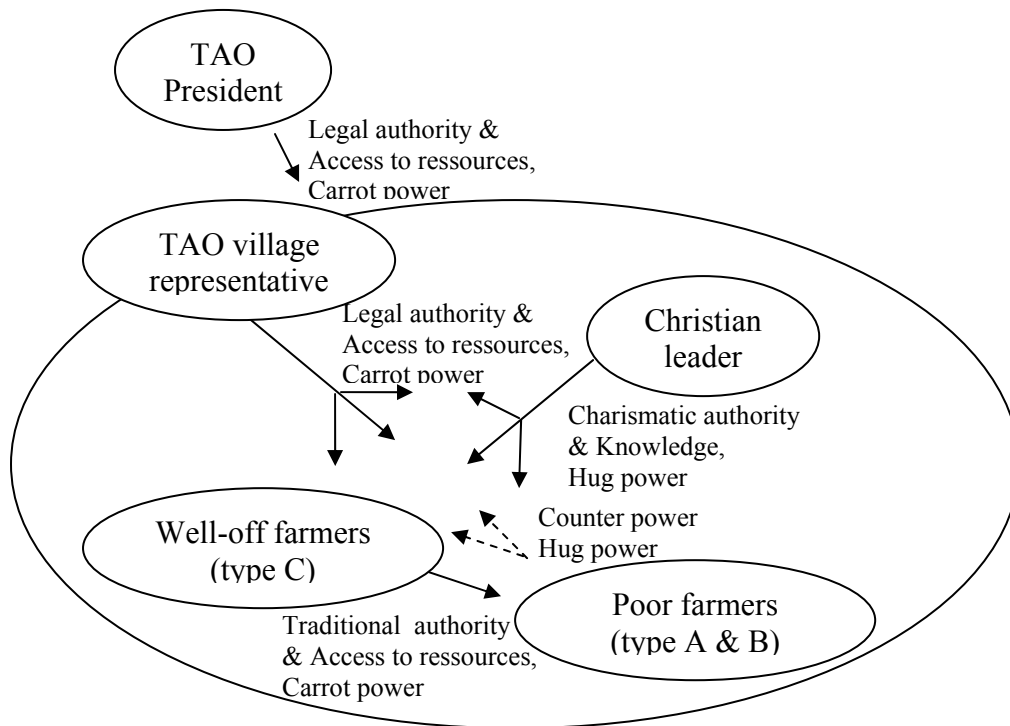 TAO
President
Legal authority &
Access to ressources,
Carrot power
TAO village
representative
Legal authority &
Access to ressources,
Carrot power
Christian
leader
Charismatic authority
& Knowledge,
Hug power
Counter power
Hug power
Well-off farmers
(type C)
Poor farmers
(type A & B)
Traditional authority
& Access to ressources,
Carrot power